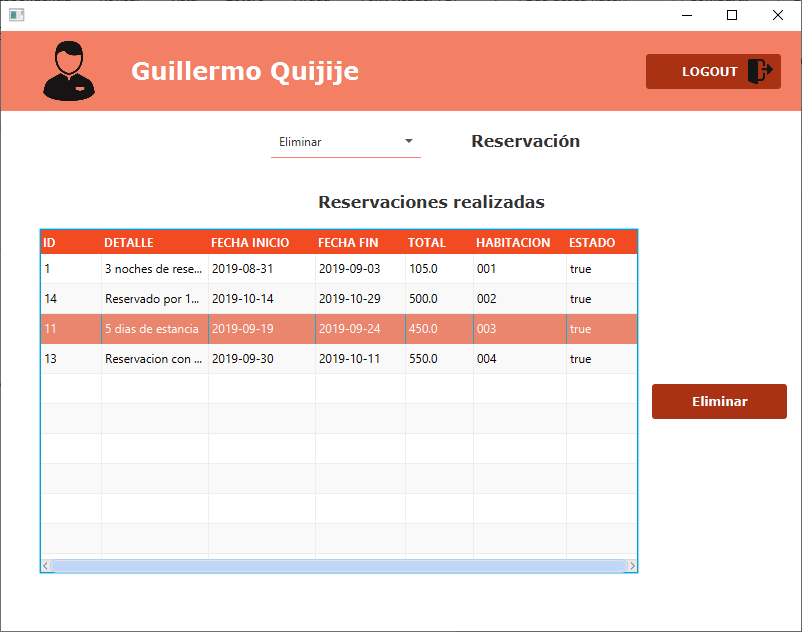 Guillermo Quijije
LOGOUT
Eliminar
Reservación
Reservaciones realizadas
ID DETALLE FECHA INICIO FECHA FIN TOTAL HABITACION ESTADO
1 3 noches de rese... 2019-08-31 2019-09-03 105.0 001 true
14 Reservado por 1... 2019-10-14 2019-10-29 500.0 002 true
11 5 dias de estancia 2019-09-19 2019-09-24 450.0 003 true
13 Reservacion con ... 2019-09-30 2019-10-11 550.0 004 true
Eliminar